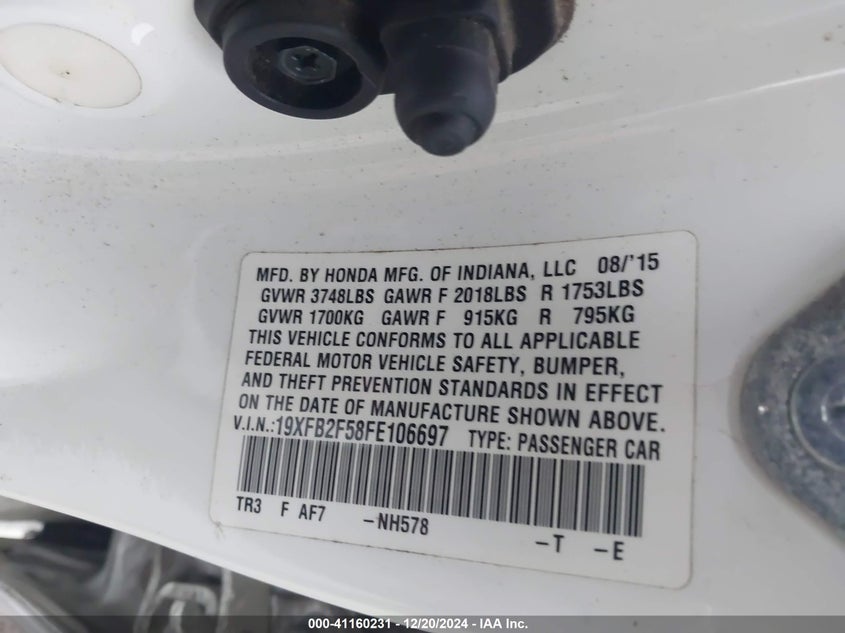 MFD. BY HONDA MFG. OF INDIANA, LLC 08/'15
GVWR 3748LBS GAWR F 2018LBS R 1753LBS
GVWR 1700KG GAWR F 915KG R 795KG
THIS VEHICLE CONFORMS TO ALL APPLICABLE
FEDERAL MOTOR VEHICLE SAFETY, BUMPER,
AND THEFT PREVENTION STANDARDS IN EFFECT
ON THE DATE OF MANUFACTURE SHOWN ABOVE.
V.I.N.:19XFB2F58FE106697 TYPE: PASSENGER CAR
TR3 F AF7 -NH578 -T -E
000-41160231 - 12/20/2024 - IAA Inc.